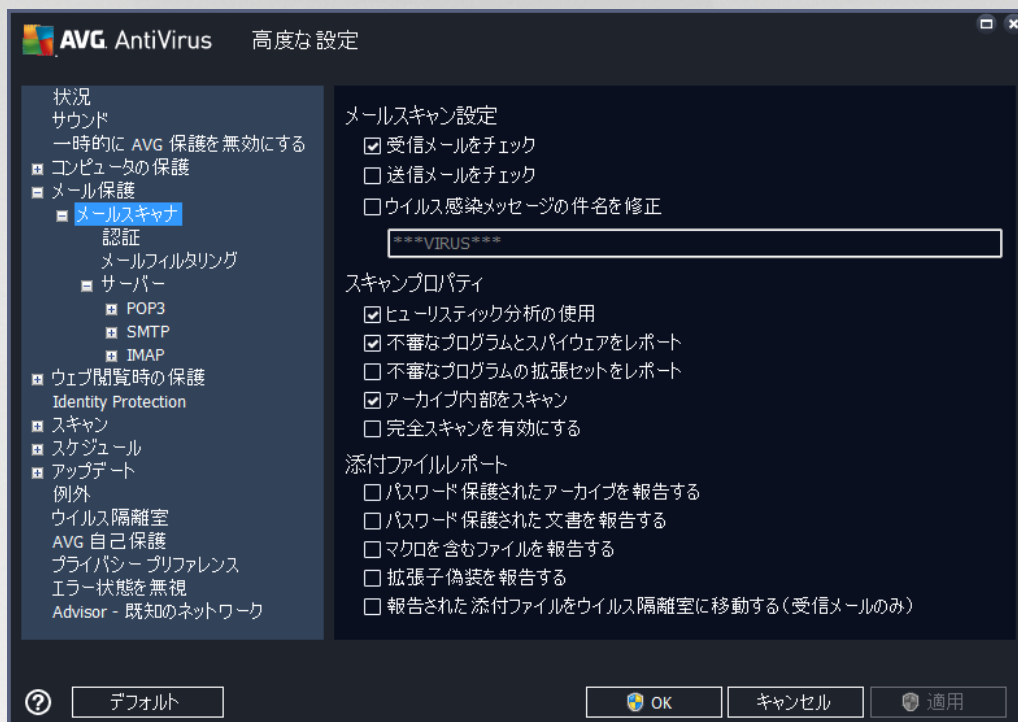 AVG AntiVirus 高度な設定
状況
サウンド
一時的に AVG 保護を無効にする
コンピュータの保護
メール保護
メールスキャナ
認証
メールフィルタリング
サーバー
POP3
SMTP
IMAP
ウェブ閲覧時の保護
Identity Protection
スキャン
スケジュール
アップデート
例外
ウイルス隔離室
AVG 自己保護
プライバシー プリファレンス
エラー状態を無視
Advisor - 既知のネットワーク
メールスキャン設定
受信メールをチェック
送信メールをチェック
ウイルス感染メッセージの件名を修正
***VIRUS***
スキャンプロパティ
ヒューリスティック分析の使用
不審なプログラムとスパイウェアをレポート
不審なプログラムの拡張セットをレポート
アーカイブ内部をスキャン
完全スキャンを有効にする
添付ファイルレポート
パスワード保護されたアーカイブを報告する
パスワード保護された文書を報告する
マクロを含むファイルを報告する
拡張子偽装を報告する
報告された添付ファイルをウイルス隔離室に移動する(受信メールのみ)
デフォルト
OK
キャンセル
適用